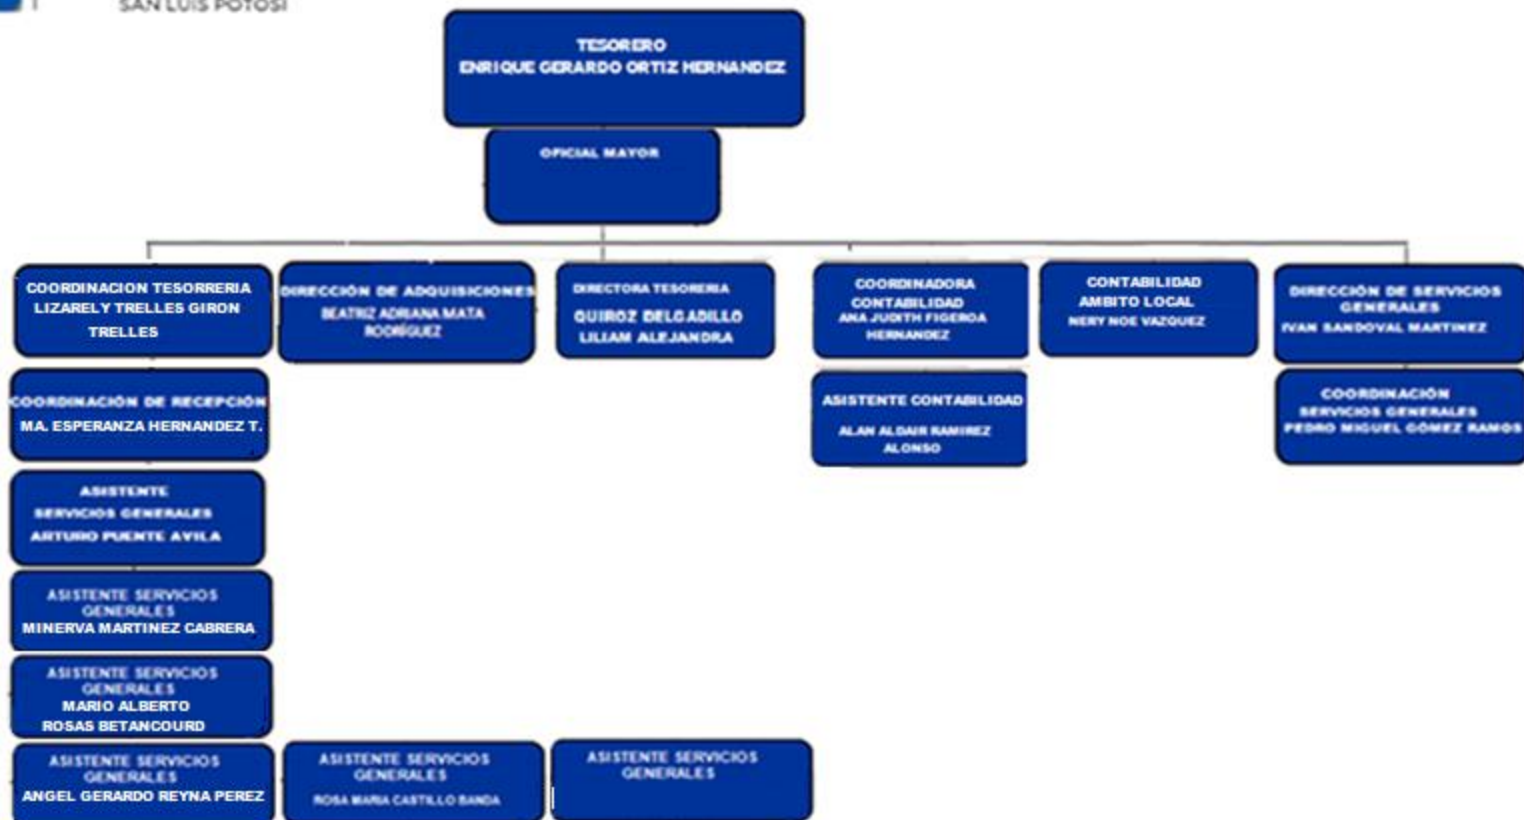 SAN LUIS POTOSÍ
TESORERO
ENRIQUE GERARDO ORTIZ HERNANDEZ
OFICIAL MAYOR
COORDINACION TESORRERIA
LIZARELY TRELLES GIRON
TRELLES
DIRECCIÓN DE ADQUISICIONES
BEATRIZ ADRIANA MATA
RODRÍGUEZ
DIRECTORA TESORERIA
QUIROZ DELGADILLO
LILIAM ALEJANDRA
COORDINADORA
CONTABILIDAD
ANA JUDITH FIGEROA
HERNANDEZ
CONTABILIDAD
AMBITO LOCAL
NERY NOE VAZQUEZ
DIRECCIÓN DE SERVICIOS
GENERALES
IVAN SANDOVAL MARTINEZ
COORDINACIÓN DE RECEPCIÓN
MA. ESPERANZA HERNANDEZ T.
ASISTENTE CONTABILIDAD
ALAN ALDAIR RAMIREZ
ALONSO
COORDINACIÓN
SERVICIOS GENERALES
PEDRO MIGUEL GÓMEZ RAMOS
ASISTENTE
SERVICIOS GENERALES
ARTURO PUENTE AVILA
ASISTENTE SERVICIOS
GENERALES
MINERVA MARTINEZ CABRERA
ASISTENTE SERVICIOS
GENERALES
MARIO ALBERTO
ROSAS BETANCOURD
ASISTENTE SERVICIOS
GENERALES
ANGEL GERARDO REYNA PEREZ
ASISTENTE SERVICIOS
GENERALES
ROSA MARIA CASTILLO BANDA
ASISTENTE SERVICIOS
GENERALES